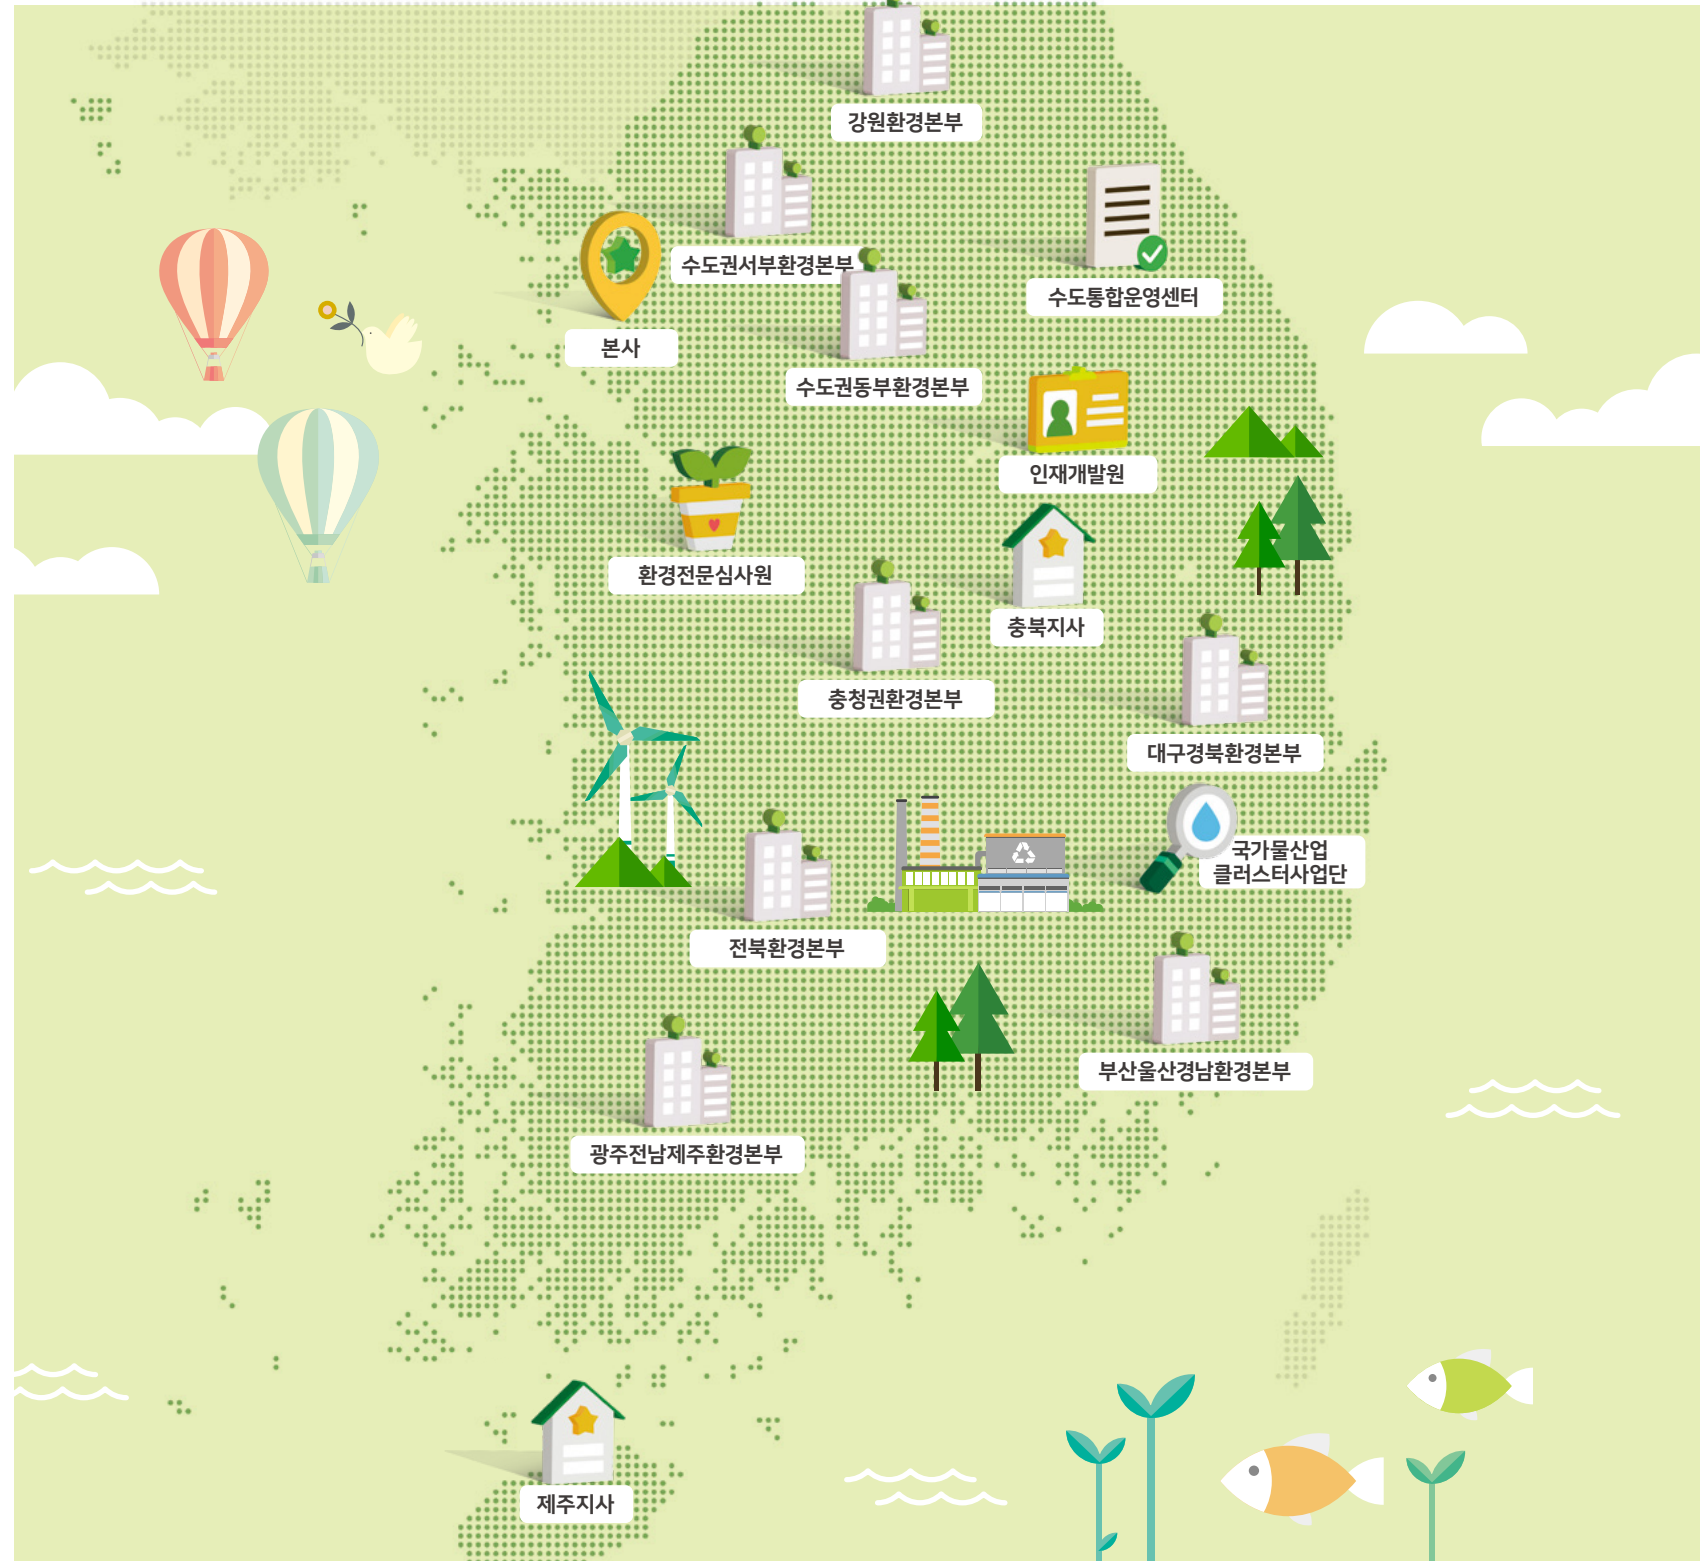 강원환경본부
수도권서부환경본부
수도통합운영센터
본사
수도권동부환경본부
인재개발원
환경전문심사원
충북지사
충청권환경본부
대구경북환경본부
국가물산업
클러스터사업단
전북환경본부
부산울산경남환경본부
광주전남제주환경본부
제주지사